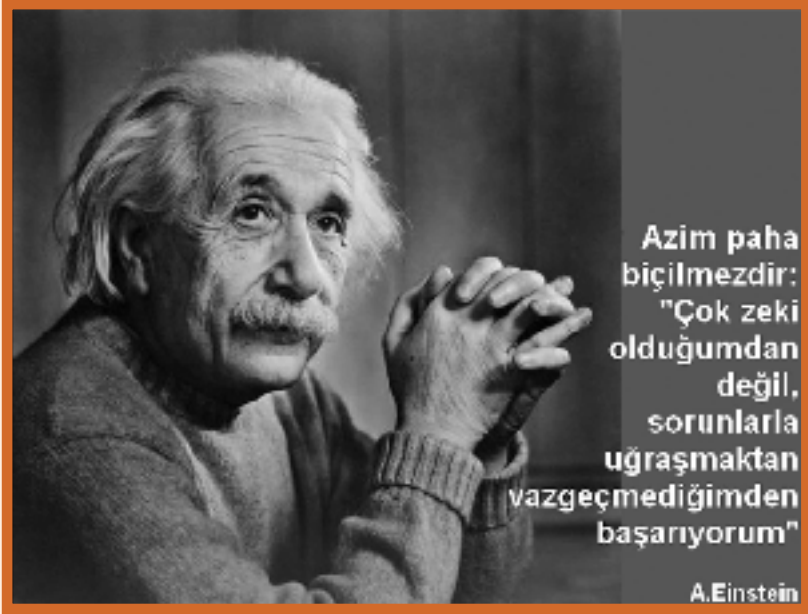 Azim paha
biçilmezdir:
"Çok zeki
olduğumdan
değil,
sorunlarla
uğraşmaktan
vazgeçmediğimden
başarıyorum"
A.Einstein